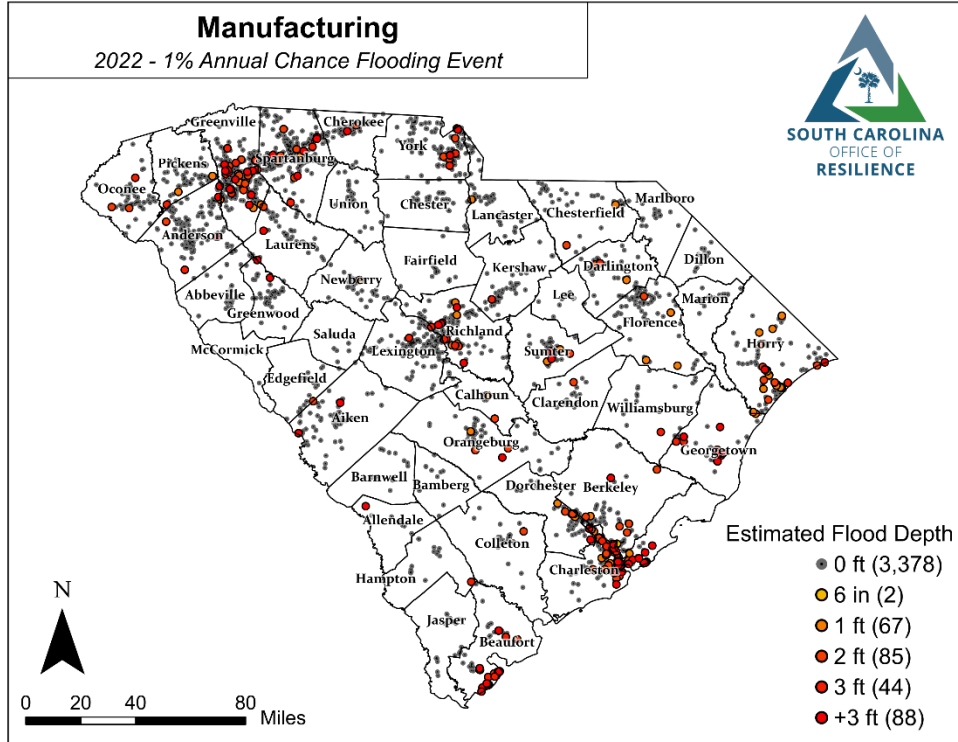 Manufacturing
2022 - 1% Annual Chance Flooding Event
SOUTH CAROLINA
OFFICE OF
RESILIENCE
Greenville
Cherokee
Pickens
Spartanburg
York
Oconee
Union
Chester
Lancaster
Chesterfield
Marlboro
Anderson
Laurens
Fairfield
Kershaw
Darlington
Dillon
Abbeville
Greenwood
Newberry
Lee
Marion
Florence
McCormick
Saluda
Lexington
Richland
Sumter
Horry
Edgefield
Aiken
Calhoun
Clarendon
Williamsburg
Orangeburg
Georgetown
Barnwell
Bamberg
Dorchester
Berkeley
Allendale
Colleton
Charleston
Hampton
Jasper
Beaufort
Estimated Flood Depth
0 ft (3,378)
6 in (2)
1 ft (67)
2 ft (85)
3 ft (44)
+3 ft (88)
N
0 20 40 80
Miles